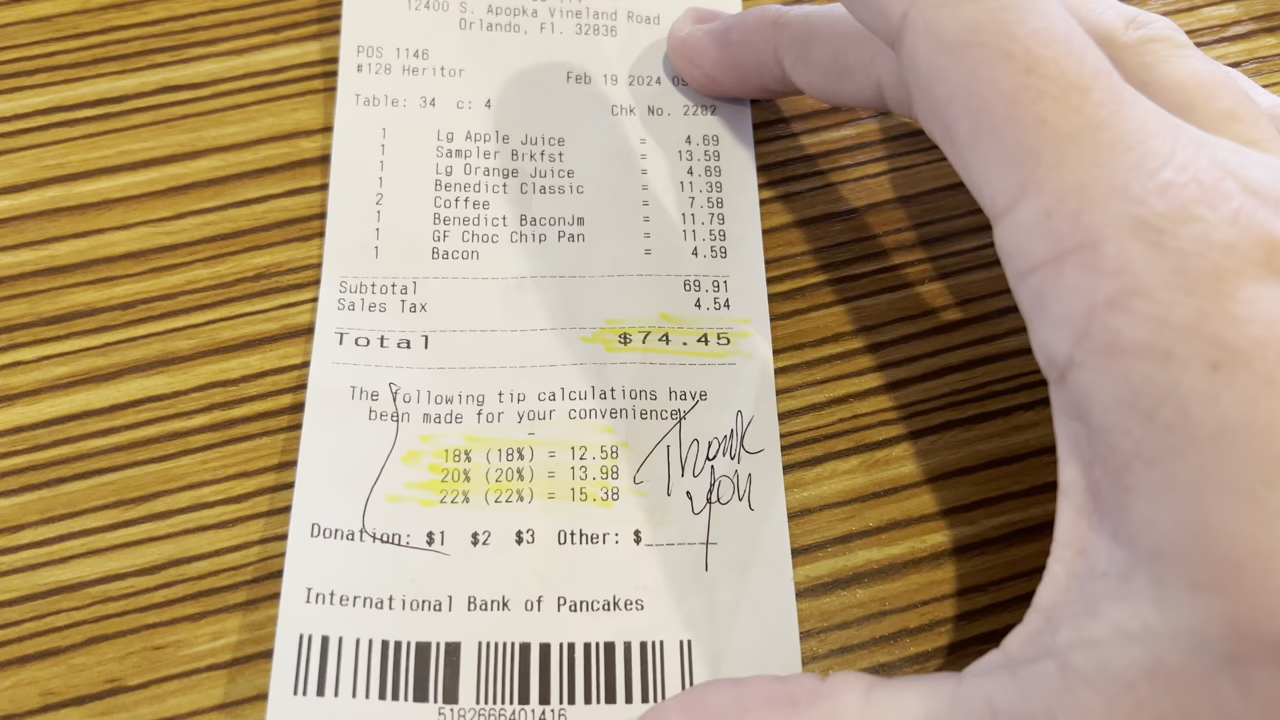 12400 S. Apopka Vineland Road
Orlando, Fl. 32836
POS 1146
#128 Heritor
Feb 19 2024
Table: 34 c: 4
Chk No. 2282
1 Lg Apple Juice = 4.69
1 Sampler Brkfst = 13.59
1 Lg Orange Juice = 4.69
1 Benedict Classic = 11.39
2 Coffee = 7.58
1 Benedict BaconJm = 11.79
1 GF Choc Chip Pan = 11.59
1 Bacon = 4.59
Subtotal 69.91
Sales Tax 4.54
Total $74.45
The following tip calculations have
been made for your convenience:
18% (18%) = 12.58
20% (20%) = 13.98
22% (22%) = 15.38
Thank
you
Donation: $1 $2 $3 Other: $______
International Bank of Pancakes
5182666401416